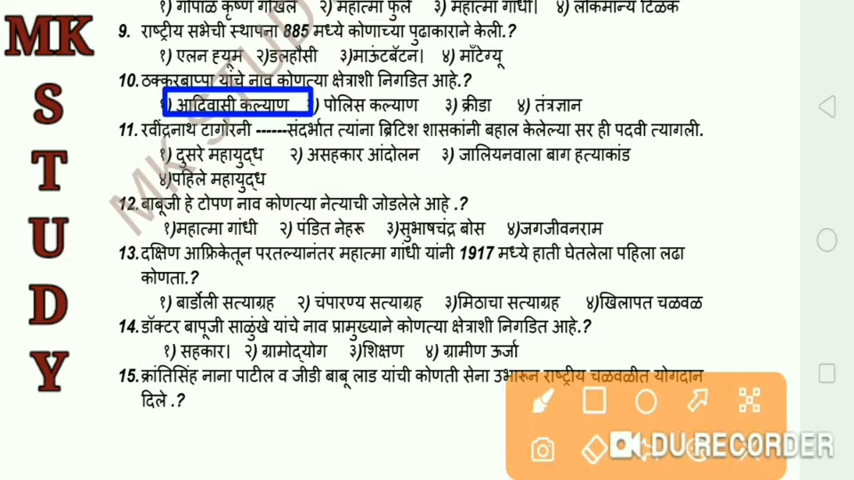 १) गोपाळ कृष्ण गोखले २) महात्मा फुले ३) महात्मा गांधी। ४) लोकमान्य टिळक
MK STUDY
9. राष्ट्रीय सभेची स्थापना 885 मध्ये कोणाच्या पुढाकाराने केली.?
१) एलन ह्यूम २)डलहौसी ३)माऊंटबॅटन। ४) मॉंटेग्यू
10. ठक्करबाप्पा यांचे नाव कोणत्या क्षेत्राशी निगडित आहे.?
१) आदिवासी कल्याण २) पोलिस कल्याण ३) क्रीडा ४) तंत्रज्ञान
11. रवींद्रनाथ टागोरनी ------संदर्भात त्यांना ब्रिटिश शासकांनी बहाल केलेल्या सर ही पदवी त्यागली.
१) दुसरे महायुद्ध २) असहकार आंदोलन ३) जालियनवाला बाग हत्याकांड
४)पहिले महायुद्ध
12. बाबूजी हे टोपण नाव कोणत्या नेत्याची जोडलेले आहे .?
१)महात्मा गांधी २) पंडित नेहरू ३)सुभाषचंद्र बोस ४)जगजीवनराम
13. दक्षिण आफ्रिकेतून परतल्यानंतर महात्मा गांधी यांनी 1917 मध्ये हाती घेतलेला पहिला लढा
कोणता.?
१) बार्डोली सत्याग्रह २) चंपारण्य सत्याग्रह ३)मिठाचा सत्याग्रह ४)खिलापत चळवळ
14. डॉक्टर बापूजी साळुंखे यांचे नाव प्रामुख्याने कोणत्या क्षेत्राशी निगडित आहे.?
१) सहकार। २) ग्रामोद्योग ३)शिक्षण ४) ग्रामीण ऊर्जा
15. क्रांतिसिंह नाना पाटील व जीडी बाबू लाड यांची कोणती सेना उभारून राष्ट्रीय चळवळीत योगदान
दिले .?
MK STUD
DU RECORDER